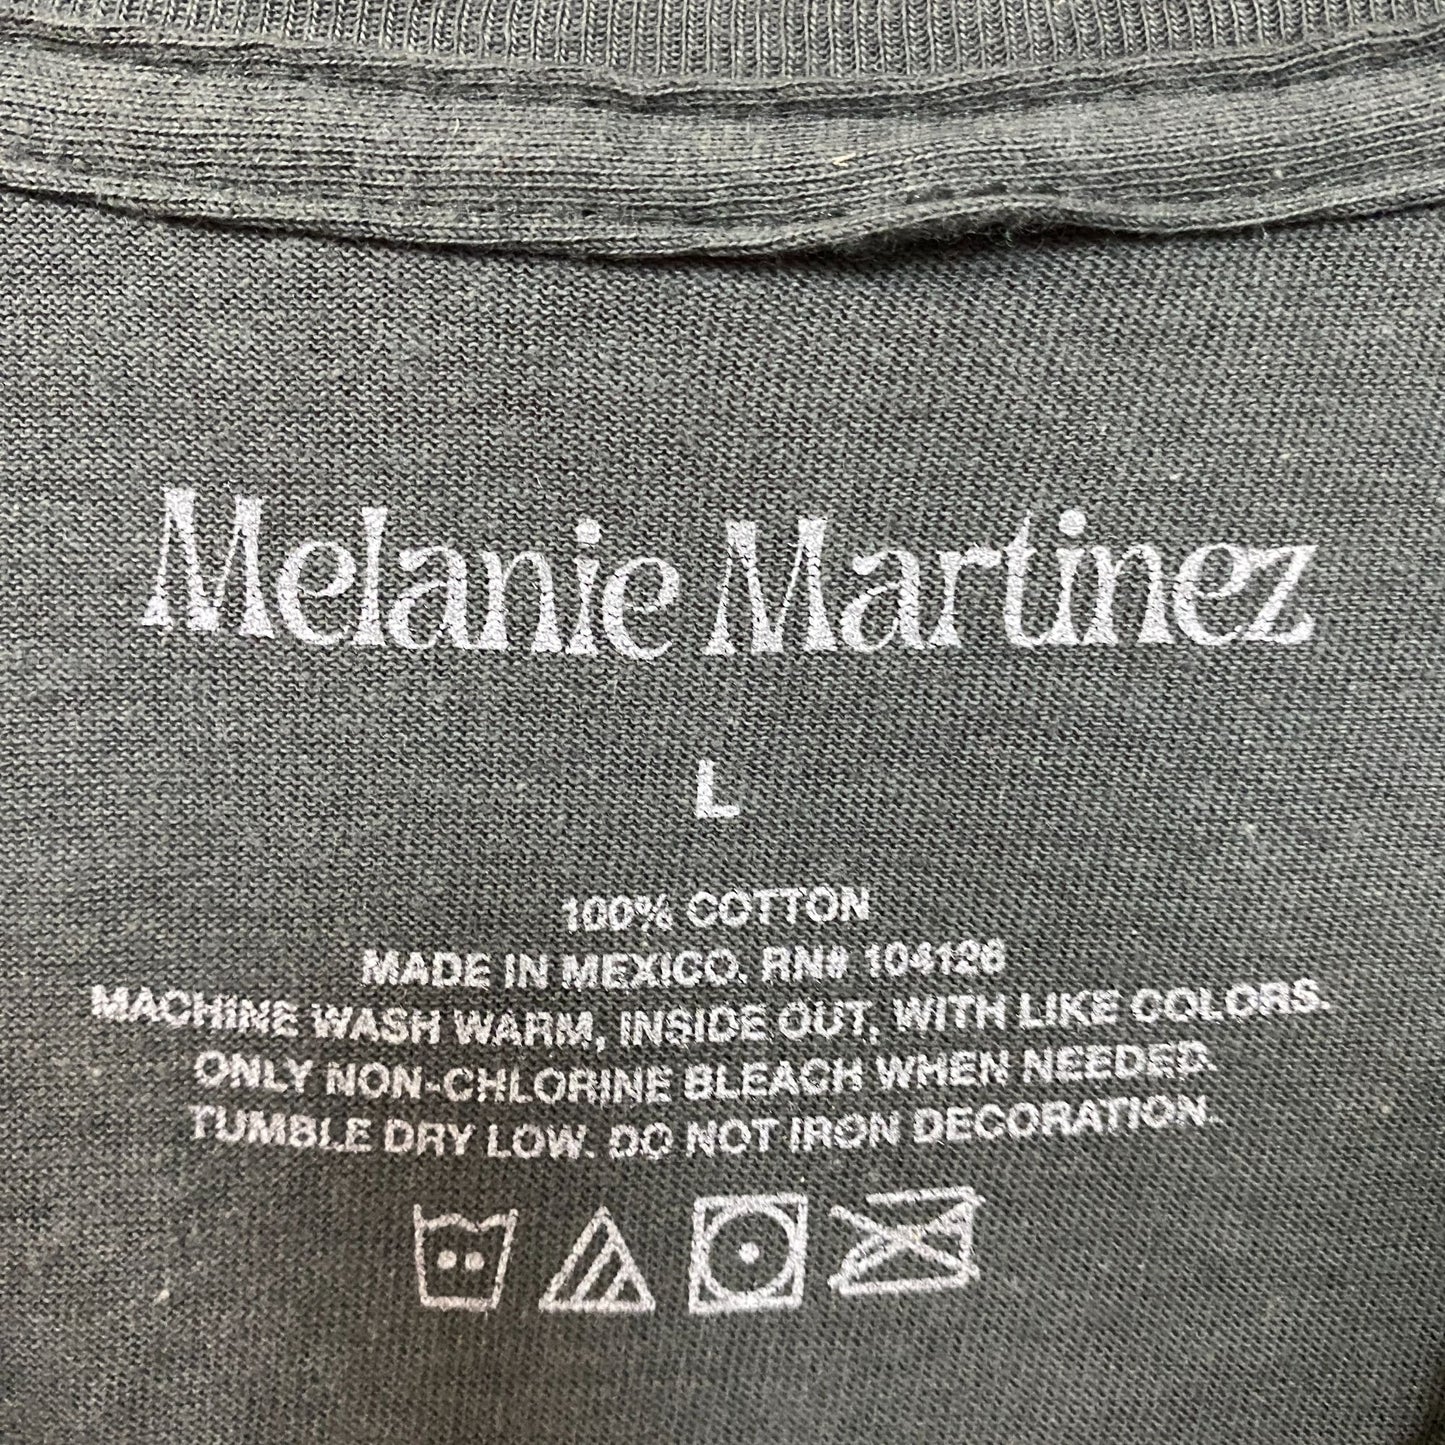 Melanie Martinez
L
100% COTTON
MADE IN MEXICO. RN# 104126
MACHINE WASH WARM, INSIDE OUT, WITH LIKE COLORS.
ONLY NON-CHLORINE BLEACH WHEN NEEDED.
TUMBLE DRY LOW. DO NOT IRON DECORATION.